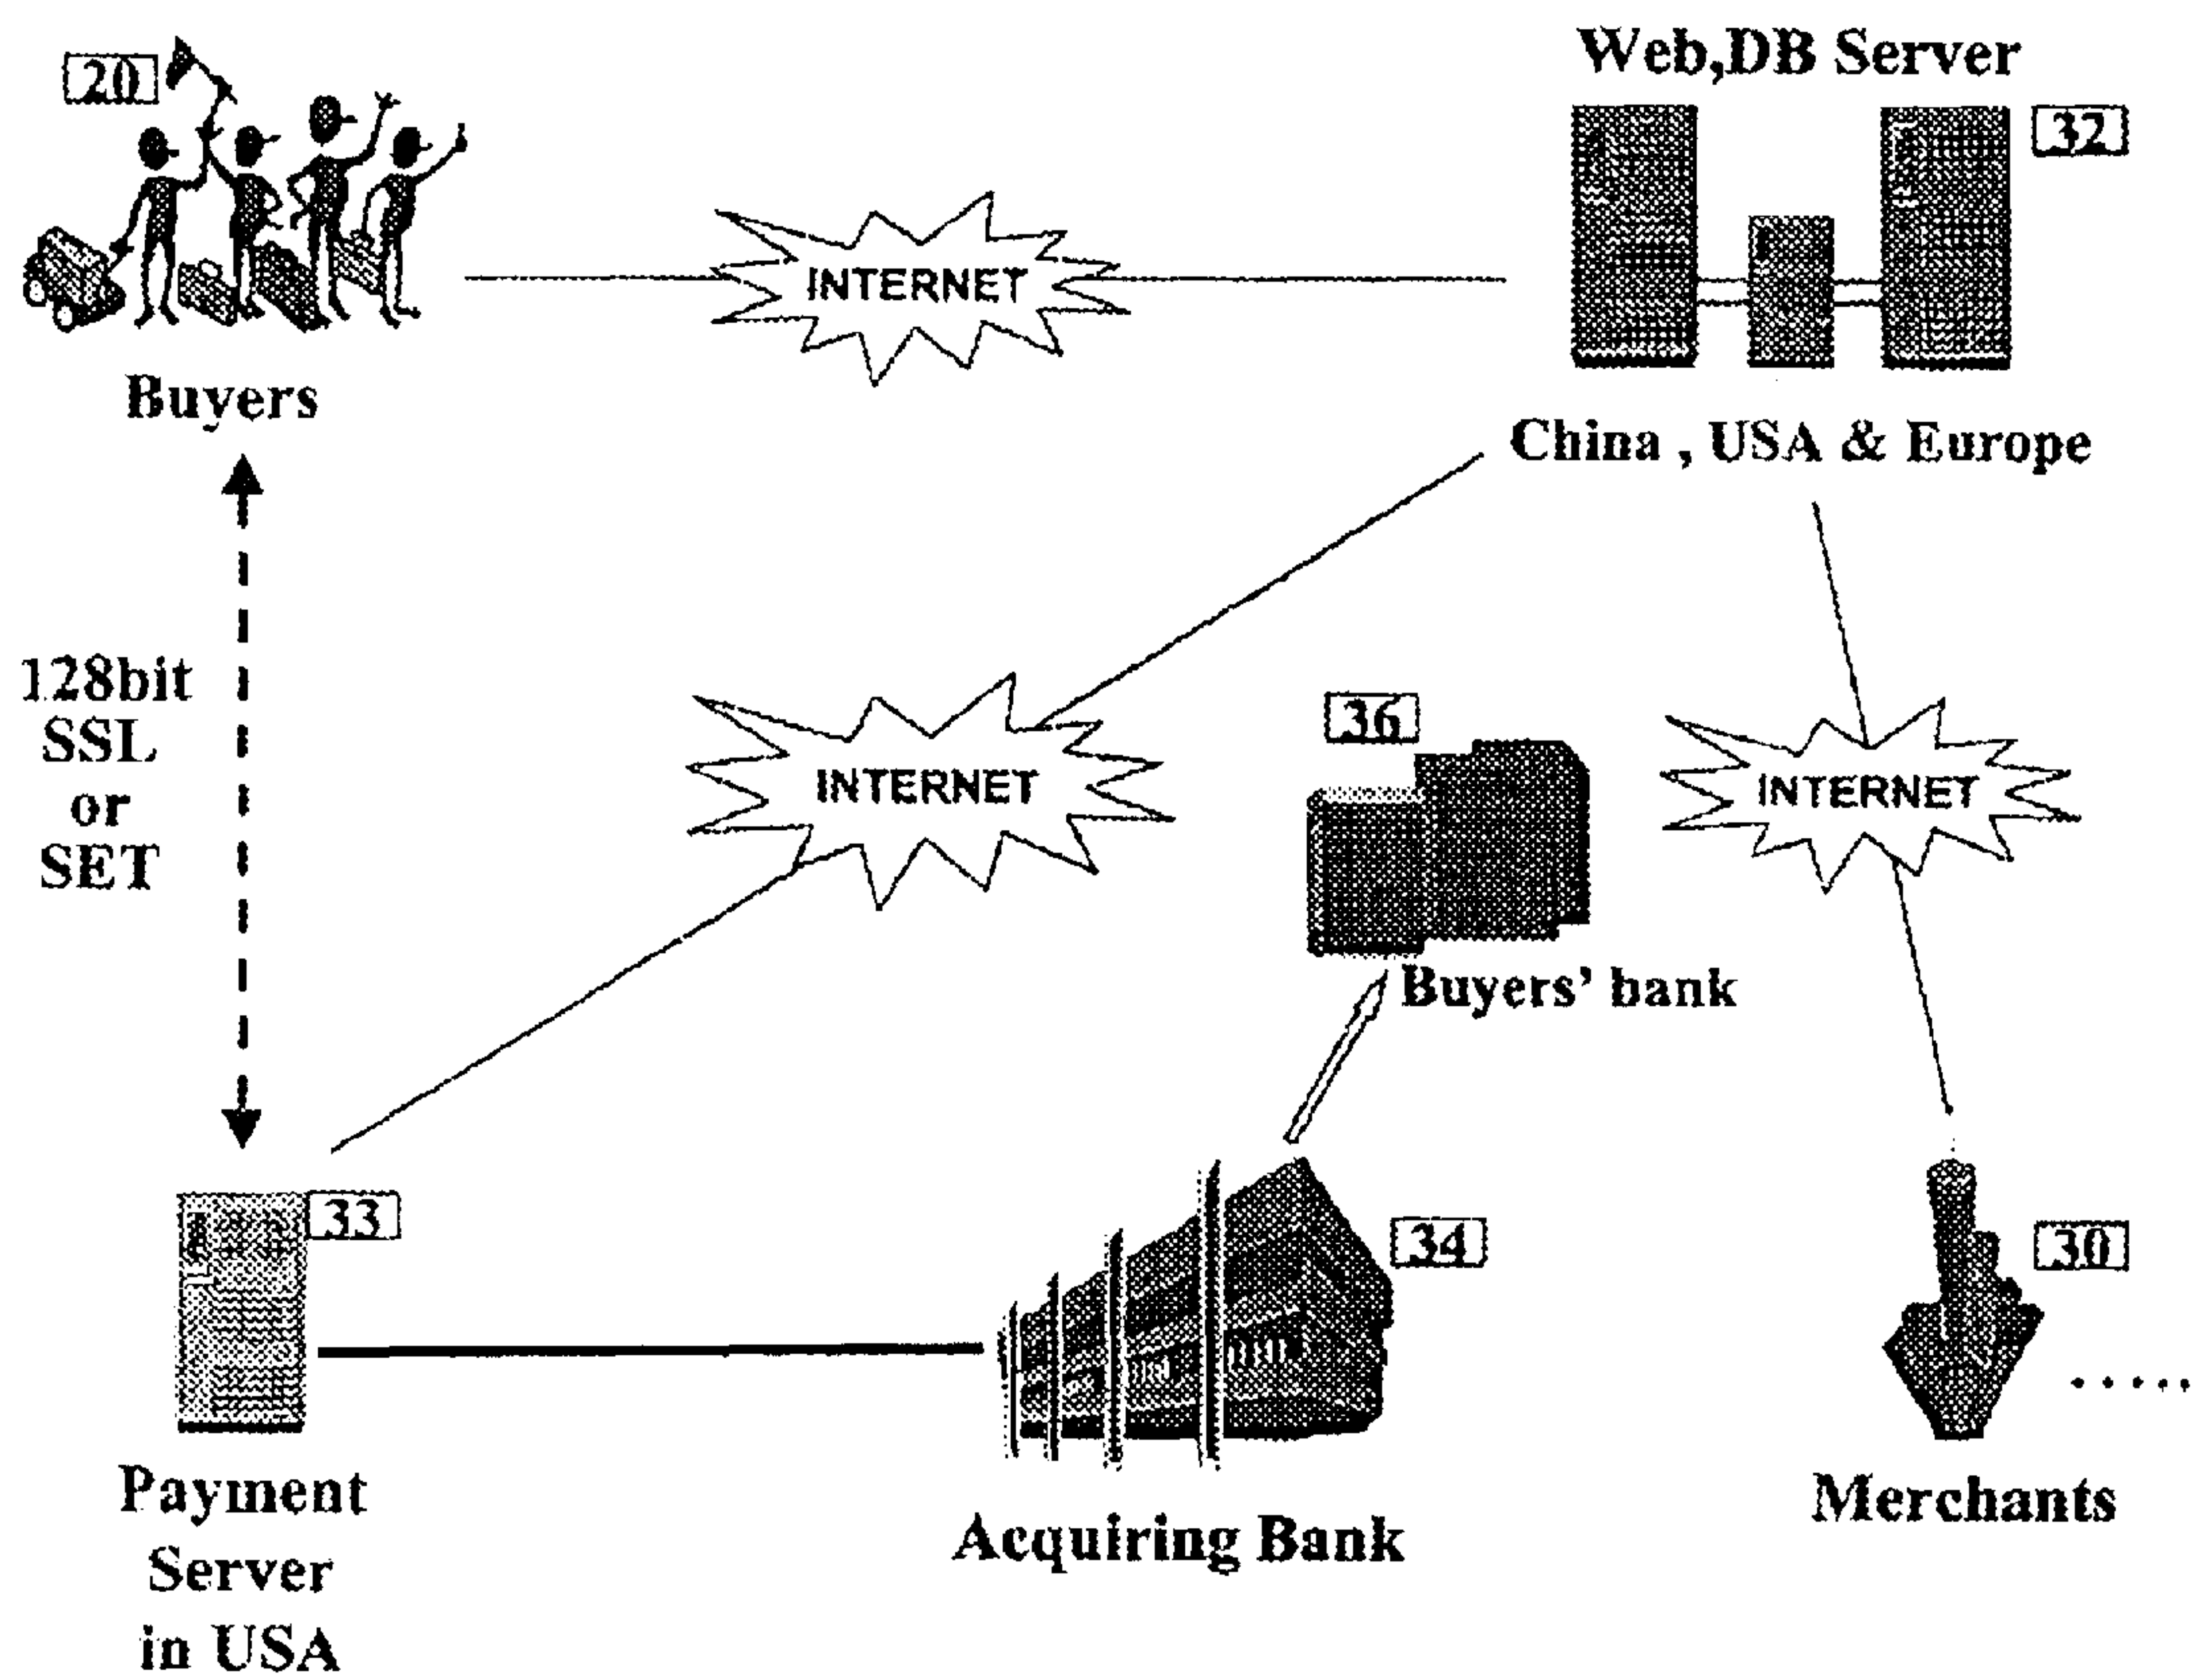 20
Web,DB Server
32
INTERNET
Buyers
China , USA & Europe
128bit
SSL
or
SET
INTERNET
36
INTERNET
Buyers' bank
33
34
30
.....
Payment
Server
in USA
Acquiring Bank
Merchants